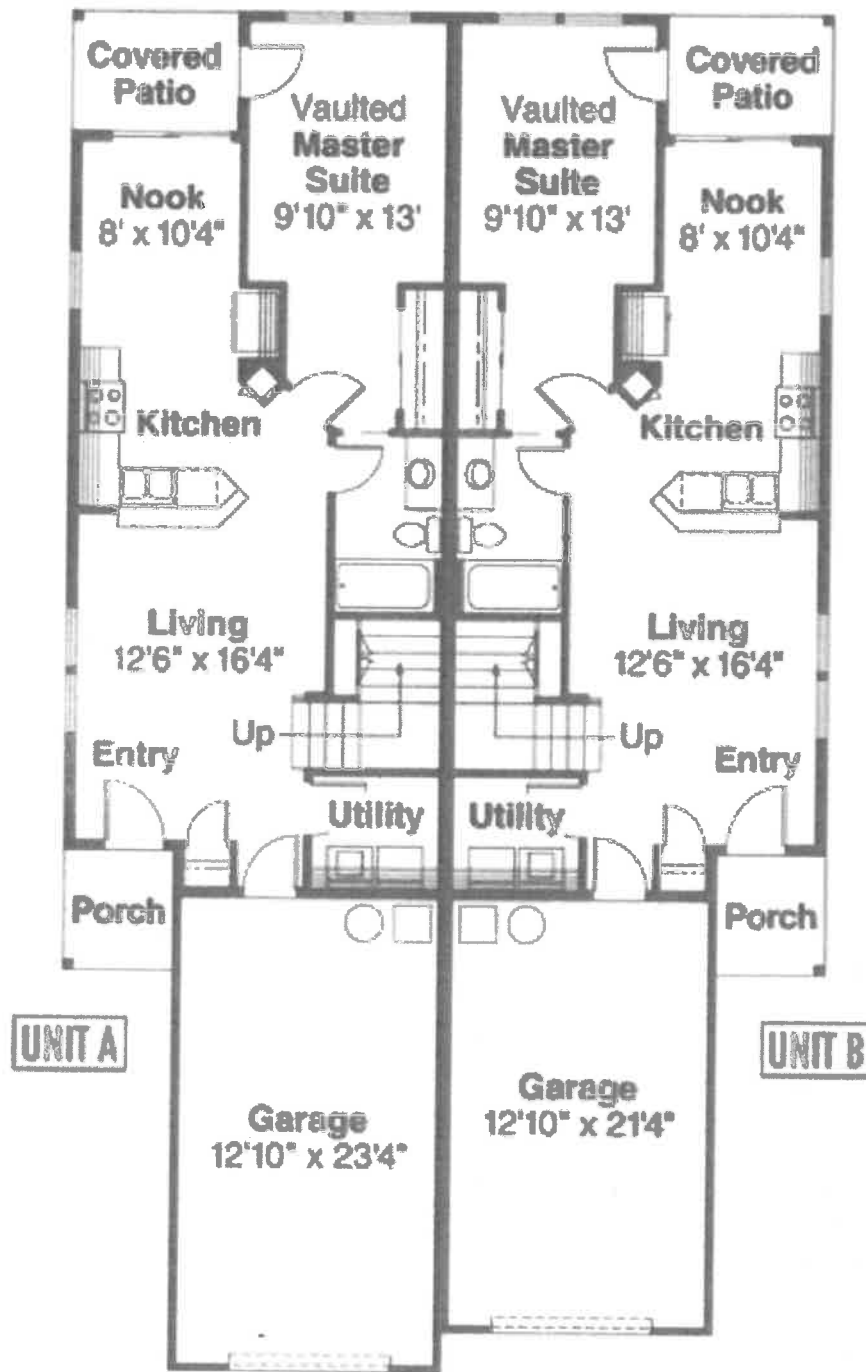 Covered
Patio
Vaulted
Master
Suite
9'10" x 13'
Vaulted
Master
Suite
9'10" x 13'
Covered
Patio
Nook
8' x 10'4"
Nook
8' x 10'4"
Kitchen
Kitchen
Living
12'6" x 16'4"
Living
12'6" x 16'4"
Up
Up
Entry
Entry
Utility
Utility
Porch
Porch
UNIT A
UNIT B
Garage
12'10" x 23'4"
Garage
12'10" x 21'4"